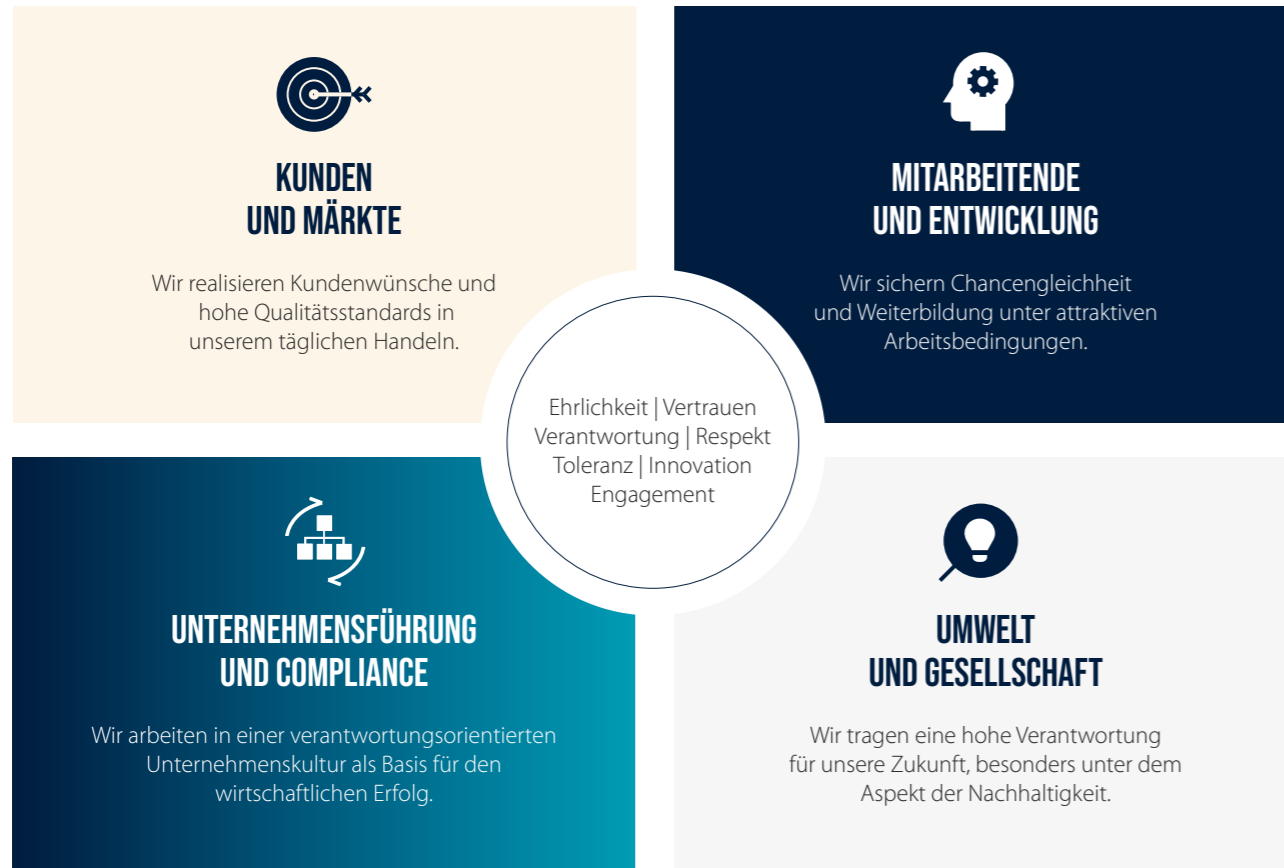 KUNDEN
UND MÄRKTE
Wir realisieren Kundenwünsche und
hohe Qualitätsstandards in
unserem täglichen Handeln.
MITARBEITENDE
UND ENTWICKLUNG
Wir sichern Chancengleichheit
und Weiterbildung unter attraktiven
Arbeitsbedingungen.
Ehrlichkeit | Vertrauen
Verantwortung | Respekt
Toleranz | Innovation
Engagement
UNTERNEHMENSFÜHRUNG
UND COMPLIANCE
Wir arbeiten in einer verantwortungsorientierten
Unternehmenskultur als Basis für den
wirtschaftlichen Erfolg.
UMWELT
UND GESELLSCHAFT
Wir tragen eine hohe Verantwortung
für unsere Zukunft, besonders unter dem
Aspekt der Nachhaltigkeit.